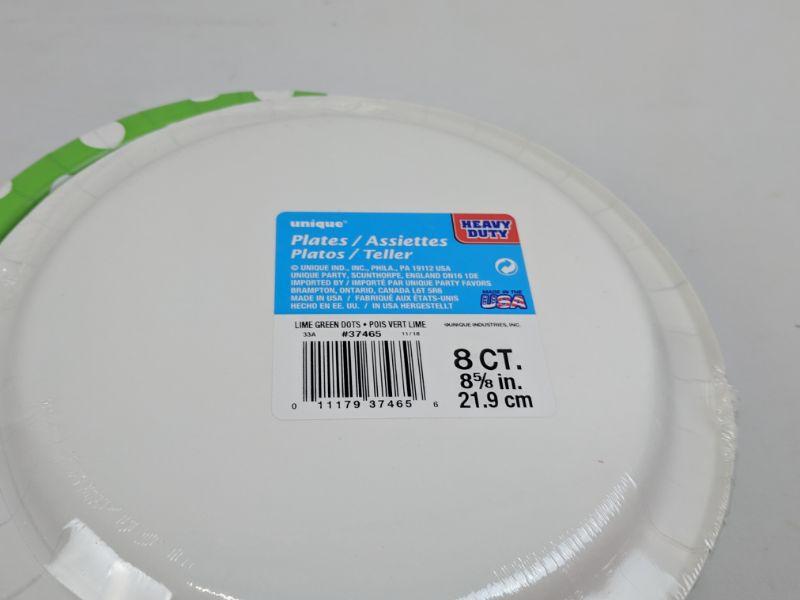 unique™
HEAVY
DUTY
Plates / Assiettes
Platos / Teller
© UNIQUE IND., INC., PHILA., PA 19112 USA
UNIQUE PARTY, SCUNTHORPE, ENGLAND DN16 1DE
IMPORTED BY / IMPORTÉ PAR UNIQUE PARTY FAVORS
BRAMPTON, ONTARIO, CANADA L6T 5R6
MADE IN USA / FABRIQUÉ AUX ÉTATS-UNIS
HECHO EN EE. UU. / IN USA HERGESTELLT
MADE IN THE
USA
LIME GREEN DOTS • POIS VERT LIME
©UNIQUE INDUSTRIES, INC.
33A #37465 11/18
8 CT.
8⅝ in.
21.9 cm
0 11179 37465 6